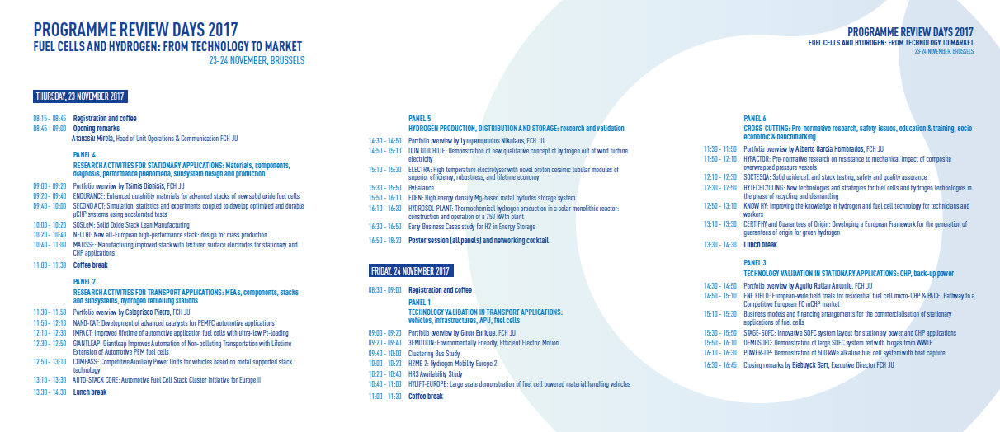 PROGRAMME REVIEW DAYS 2017
FUEL CELLS AND HYDROGEN: FROM TECHNOLOGY TO MARKET
23-24 NOVEMBER, BRUSSELS
THURSDAY, 23 NOVEMBER 2017
08:15 - 08:45 Registration and coffee
08:45 - 09:00 Opening remarks
Atanasiu Mirela, Head of Unit Operations & Communication FCH JU
PANEL 4
RESEARCH ACTIVITIES FOR STATIONARY APPLICATIONS: Materials, components,
diagnosis, performance phenomena, subsystem design and production
09:00 - 09:20 Portfolio overview by Tsimis Dionisis, FCH JU
09:20 - 09:40 ENDURANCE: Enhanced durability materials for advanced stacks of new solid oxide fuel cells
09:40 - 10:00 SECOND ACT: Simulation, statistics and experiments coupled to develop optimized and durable
µCHP systems using accelerated tests
10:00 - 10:20 SOSLeM: Solid Oxide Stack Lean Manufacturing
10:20 - 10:40 NELLHI: New all-European high-performance stack: design for mass production
10:40 - 11:00 MATISSE: Manufacturing improved stack with textured surface electrodes for stationary and
CHP applications
11:00 - 11:30 Coffee break
PANEL 2
RESEARCH ACTIVITIES FOR TRANSPORT APPLICATIONS: MEAs, components, stacks
and subsystems, hydrogen refuelling stations
11:30 - 11:50 Portfolio overview by Caloprisco Pietro, FCH JU
11:50 - 12:10 NANO-CAT: Development of advanced catalysts for PEMFC automotive applications
12:10 - 12:30 IMPACT: Improved lifetime of automotive application fuel cells with ultra-low Pt-loading
12:30 - 12:50 GIANTLEAP: Giantleap Improves Automation of Non-polluting Transportation with Lifetime
Extension of Automotive PEM fuel cells
12:50 - 13:10 COMPASS: Competitive Auxiliary Power Units for vehicles based on metal supported stack
technology
13:10 - 13:30 AUTO-STACK CORE: Automotive Fuel Cell Stack Cluster Initiative for Europe II
13:30 - 14:30 Lunch break
PANEL 5
HYDROGEN PRODUCTION, DISTRIBUTION AND STORAGE: research and validation
14:30 - 14:50 Portfolio overview by Lymperopoulos Nikolaos, FCH JU
14:50 - 15:10 DON QUICHOTE: Demonstration of new qualitative concept of hydrogen out of wind turbine
electricity
15:10 - 15:30 ELECTRA: High temperature electrolyser with novel proton ceramic tubular modules of
superior efficiency, robustness, and lifetime economy
15:30 - 15:50 HyBalance
15:50 - 16:10 EDEN: High energy density Mg-based metal hydrides storage system
16:10 - 16:30 HYDROSOL-PLANT: Thermochemical hydrogen production in a solar monolithic reactor:
construction and operation of a 750 kWth plant
16:30 - 16:50 Early Business Cases study for H2 in Energy Storage
16:50 - 18:20 Poster session (all panels) and networking cocktail
FRIDAY, 24 NOVEMBER 2017
08:30 - 09:00 Registration and coffee
PANEL 1
TECHNOLOGY VALIDATION IN TRANSPORT APPLICATIONS:
vehicles, infrastructures, APU, fuel cells
09:00 - 09:20 Portfolio overview by Giron Enrique, FCH JU
09:20 - 09:40 3EMOTION: Environmentally Friendly, Efficient Electric Motion
09:40 - 10:00 Clustering Bus Study
10:00 - 10:20 H2ME 2: Hydrogen Mobility Europe 2
10:20 - 10:40 HRS Availability Study
10:40 - 11:00 HYLIFT-EUROPE: Large scale demonstration of fuel cell powered material handling vehicles
11:00 - 11:30 Coffee break
PROGRAMME REVIEW DAYS 2017
FUEL CELLS AND HYDROGEN: FROM TECHNOLOGY TO MARKET
23-24 NOVEMBER, BRUSSELS
PANEL 6
CROSS-CUTTING: Pre-normative research, safety issues, education & training, socio-
economic & benchmarking
11:30 - 11:50 Portfolio overview by Alberto Garcia Hombrados, FCH JU
11:50 - 12:10 HYPACTOR: Pre-normative research on resistance to mechanical impact of composite
overwrapped pressure vessels
12:10 - 12:30 SOCTESQA: Solid oxide cell and stack testing, safety and quality assurance
12:30 - 12:50 HYTECHCYCLING: New technologies and strategies for fuel cells and hydrogen technologies in
the phase of recycling and dismantling
12:50 - 13:10 KNOWHY: Improving the knowledge in hydrogen and fuel cell technology for technicians and
workers
13:10 - 13:30 CERTIFHY and Guarantees of Origin: Developing a European Framework for the generation of
guarantees of origin for green hydrogen
13:30 - 14:30 Lunch break
PANEL 3
TECHNOLOGY VALIDATION IN STATIONARY APPLICATIONS: CHP, back-up power
14:30 - 14:50 Portfolio overview by Aguilo Rullan Antonio, FCH JU
14:50 - 15:10 ENE.FIELD: European-wide field trials for residential fuel cell micro-CHP & PACE: Pathway to a
Competitive European FC mCHP market
15:10 - 15:30 Business models and financing arrangements for the commercialisation of stationary
applications of fuel cells
15:30 - 15:50 STAGE-SOFC: Innovative SOFC system layout for stationary power and CHP applications
15:50 - 16:10 DEMOSOFC: Demonstration of large SOFC system fed with biogas from WWTP
16:10 - 16:30 POWER-UP: Demonstration of 500 kWe alkaline fuel cell system with heat capture
16:30 - 16:45 Closing remarks by Biebuyck Bart, Executive Director FCH JU